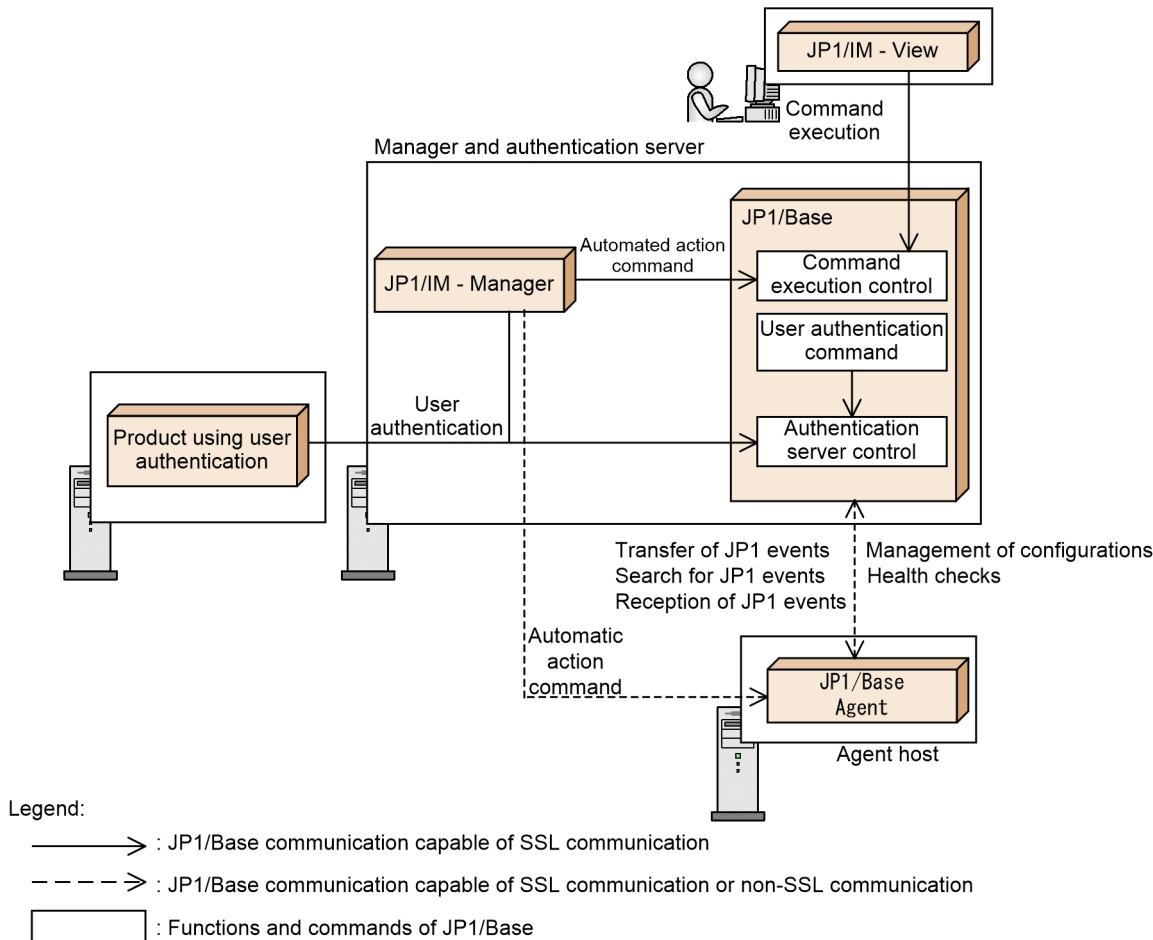 JP1/IM - View
Command
execution
Manager and authentication server
JP1/Base
Automated action
command
Command
execution control
JP1/IM - Manager
User authentication
command
User
authentication
Product using user
authentication
Authentication
server control
Transfer of JP1 events
Search for JP1 events
Reception of JP1 events
Management of configurations
Health checks
Automatic
action
command
JP1/Base
Agent
Agent host
Legend:
: JP1/Base communication capable of SSL communication
: JP1/Base communication capable of SSL communication or non-SSL communication
: Functions and commands of JP1/Base